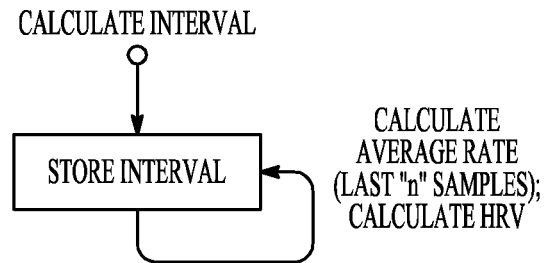 CALCULATE INTERVAL
STORE INTERVAL
CALCULATE
AVERAGE RATE
(LAST "n" SAMPLES);
CALCULATE HRV